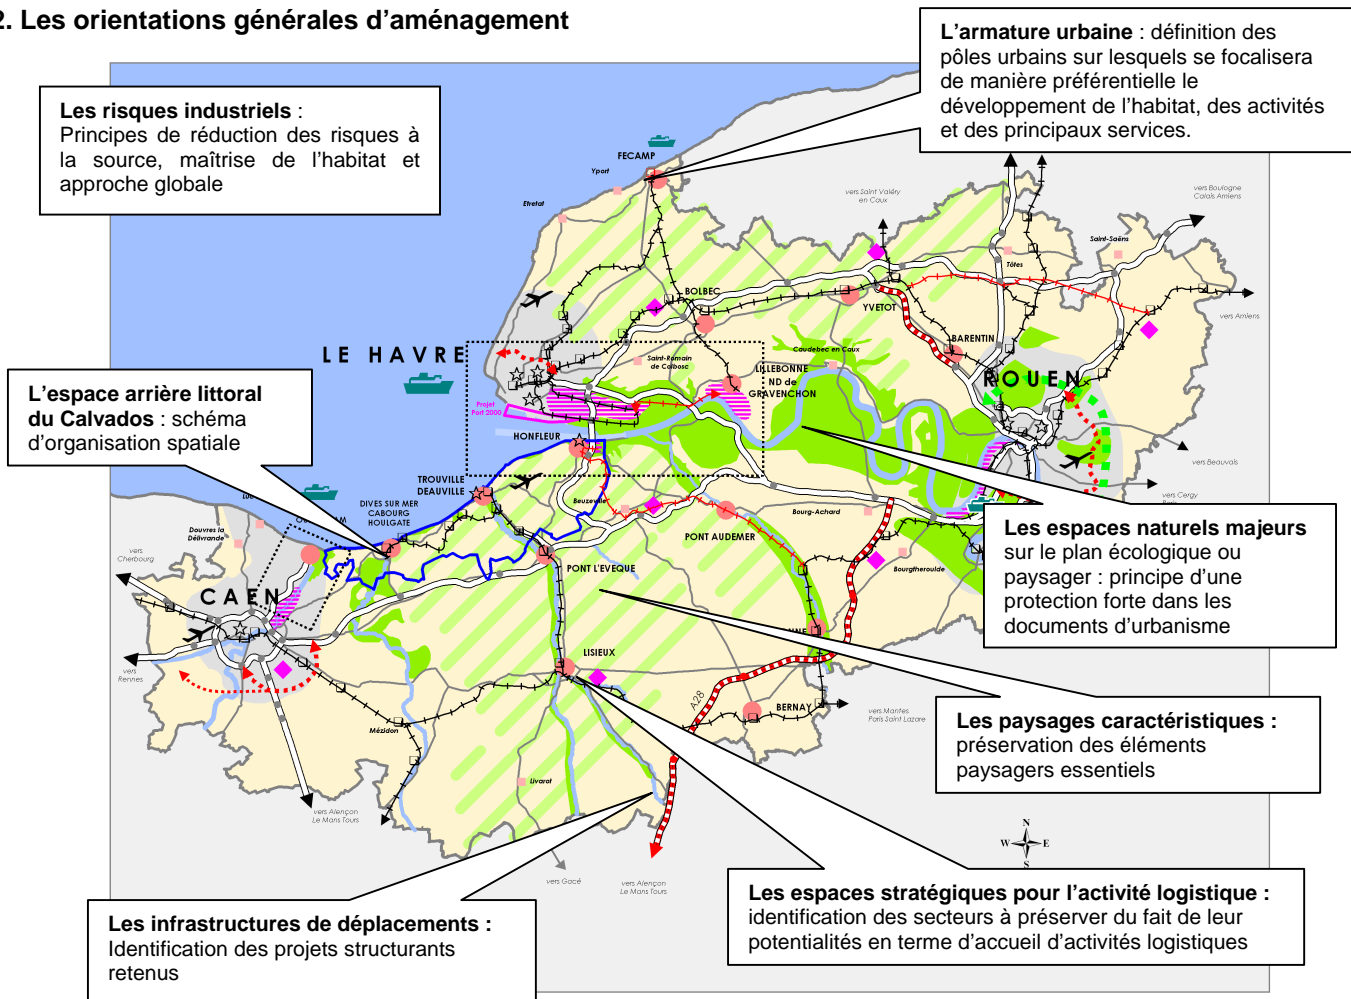 2. Les orientations générales d’aménagement
L’armature urbaine : définition des
pôles urbains sur lesquels se focalisera
de manière préférentielle le
développement de l’habitat, des activités
et des principaux services.
Les risques industriels :
Principes de réduction des risques à
la source, maîtrise de l’habitat et
approche globale
FECAMP
Yport
Etretat
vers Saint Valéry
en Caux
vers Boulogne
Calais Amiens
Saint-Saëns
Tôtes
BOLBEC
YVETOT
vers Amiens
BARENTIN
LE HAVRE
Saint-Romain
de Colbosc
Caudebec en Caux
LILLEBONNE
ND de
GRAVENCHON
ROUEN
Projet
Port 2000
L’espace arrière littoral
du Calvados : schéma
d’organisation spatiale
HONFLEUR
vers Beauvais
TROUVILLE
DEAUVILLE
vers Cergy
DIVES SUR MER
CABOURG
HOULGATE
Beuzeville
Bourg-Achard
Douvres la
Délivrande
PONT AUDEMER
Les espaces naturels majeurs
sur le plan écologique ou
paysager : principe d’une
protection forte dans les
documents d’urbanisme
vers
Cherbourg
PONT L'EVEQUE
Bourgtheroulde
CAEN
LISIEUX
vers
Rennes
A28
BERNAY
vers Mantes
Paris Saint Lazare
Les paysages caractéristiques :
préservation des éléments
paysagers essentiels
Mézidon
Livarot
vers Alençon
Le Mans Tours
N
W E
S
vers Gacé
vers Alençon
Le Mans Tours
Les espaces stratégiques pour l’activité logistique :
identification des secteurs à préserver du fait de leur
potentialités en terme d’accueil d’activités logistiques
Les infrastructures de déplacements :
Identification des projets structurants
retenus